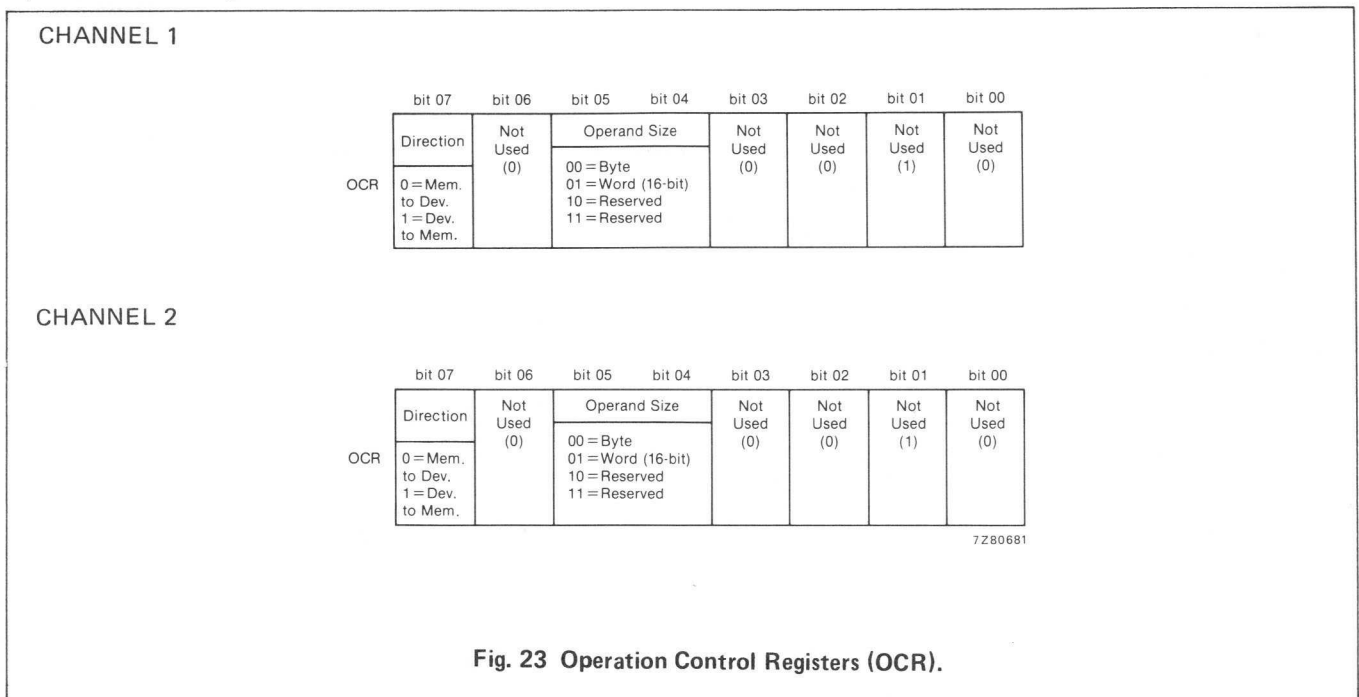 CHANNEL 1
bit 07 bit 06 bit 05 bit 04 bit 03 bit 02 bit 01 bit 00
OCR
Direction
0 = Mem.
to Dev.
1 = Dev.
to Mem.
Not
Used
(0)
Operand Size
00 = Byte
01 = Word (16-bit)
10 = Reserved
11 = Reserved
Not
Used
(0)
Not
Used
(0)
Not
Used
(1)
Not
Used
(0)
CHANNEL 2
bit 07 bit 06 bit 05 bit 04 bit 03 bit 02 bit 01 bit 00
OCR
Direction
0 = Mem.
to Dev.
1 = Dev.
to Mem.
Not
Used
(0)
Operand Size
00 = Byte
01 = Word (16-bit)
10 = Reserved
11 = Reserved
Not
Used
(0)
Not
Used
(0)
Not
Used
(1)
Not
Used
(0)
7Z80681
Fig. 23 Operation Control Registers (OCR).